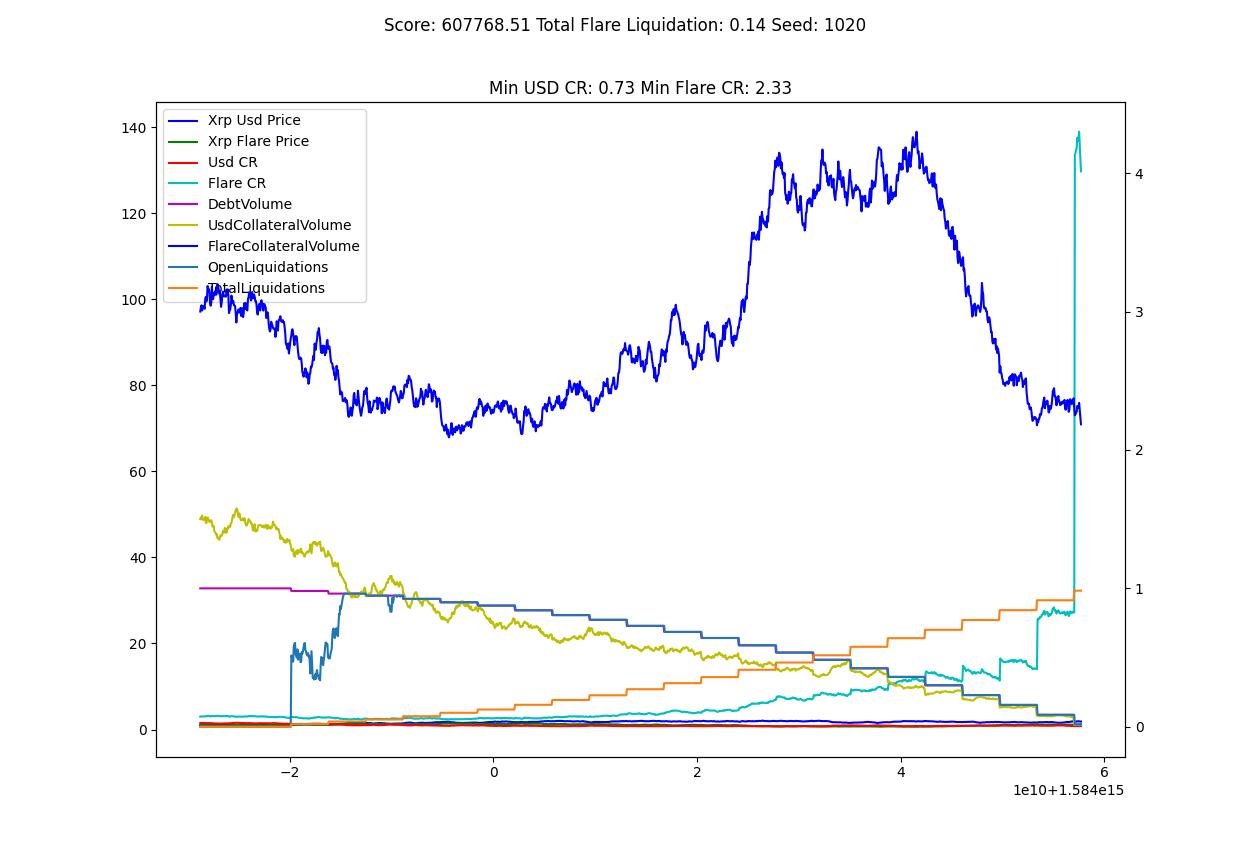 Score: 607768.51 Total Flare Liquidation: 0.14 Seed: 1020
Min USD CR: 0.73 Min Flare CR: 2.33
Xrp Usd Price
Xrp Flare Price
Usd CR
Flare CR
DebtVolume
UsdCollateralVolume
FlareCollateralVolume
OpenLiquidations
TotalLiquidations
140
120
100
80
60
40
20
0
4
3
2
1
0
−2
0
2
4
6
1e10+1.584e15